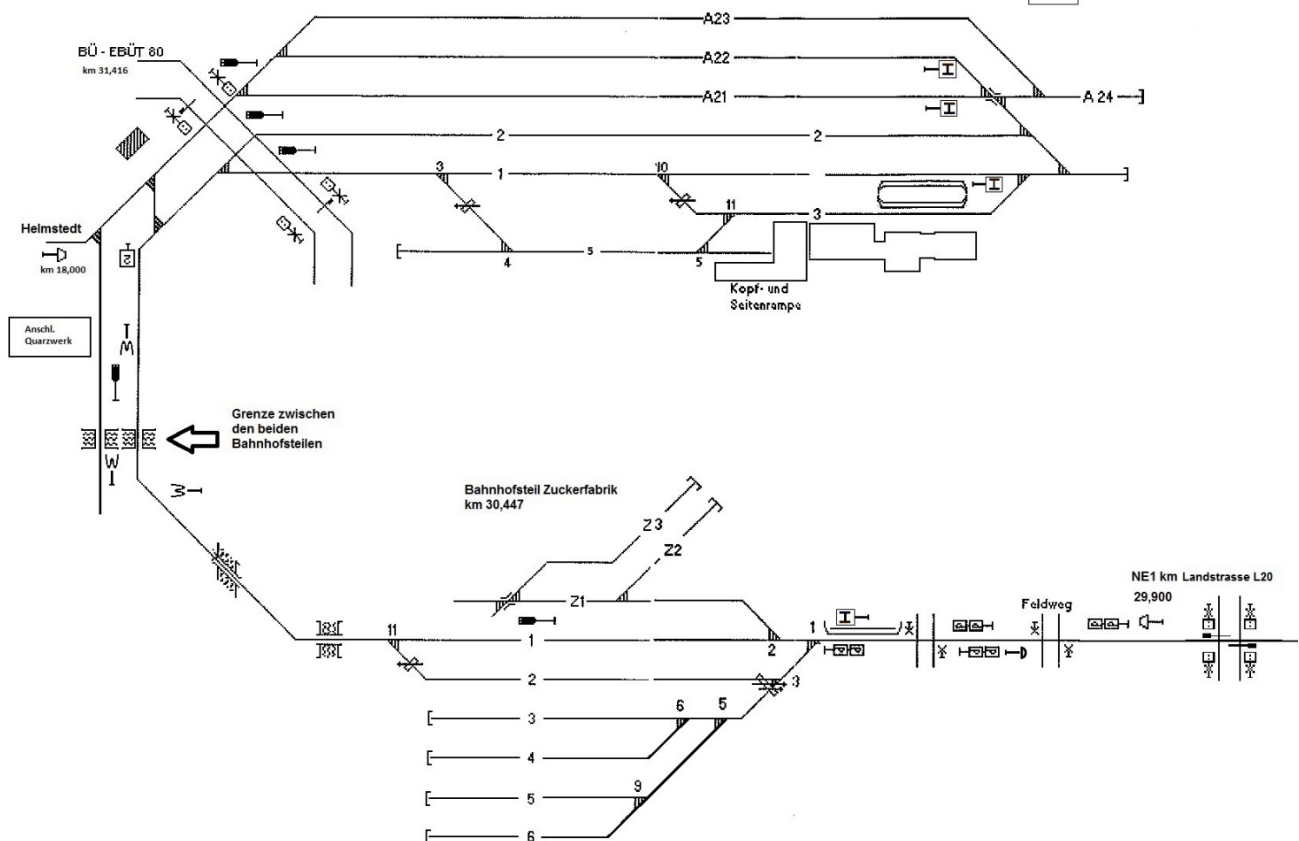 A23
BÜ - EBÜT 80
km 31,416
A22
A21
A 24
2
2
3
1
10
11
3
Helmstedt
km 18,000
2
5
4
5
Kopf- und
Seitenrampe
Anschl.
Quarzwerk
Grenze zwischen
den beiden
Bahnhofsteilen
Bahnhofsteil Zuckerfabrik
km 30,447
Z 3
Z2
Z1
NE1 km Landstrasse L20
29,900
Feldweg
11
1
2
1
2
3
3
6
5
4
5
9
6